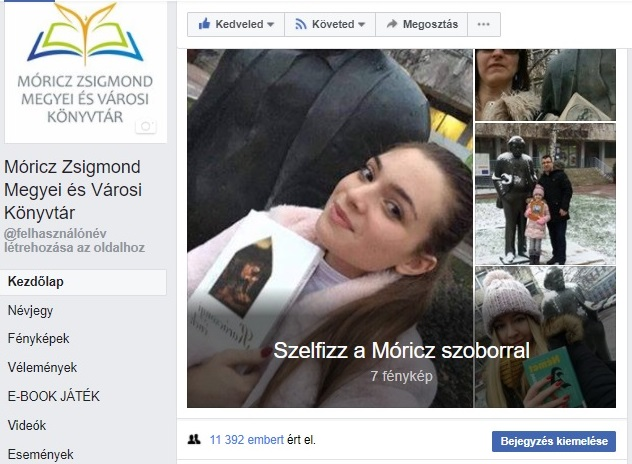 MÓRICZ ZSIGMOND
MEGYEI ÉS VÁROSI
KÖNYVTÁR
Móricz Zsigmond
Megyei és Városi
Könyvtár
@felhasználónév
létrehozása az oldalhoz
Kezdőlap
Névjegy
Fényképek
Vélemények
E-BOOK JÁTÉK
Videók
Események
Kedveled
Követed
Megosztás
Szelfizz a Móricz szoborral
7 fénykép
11 392 embert ért el.
Bejegyzés kiemelése